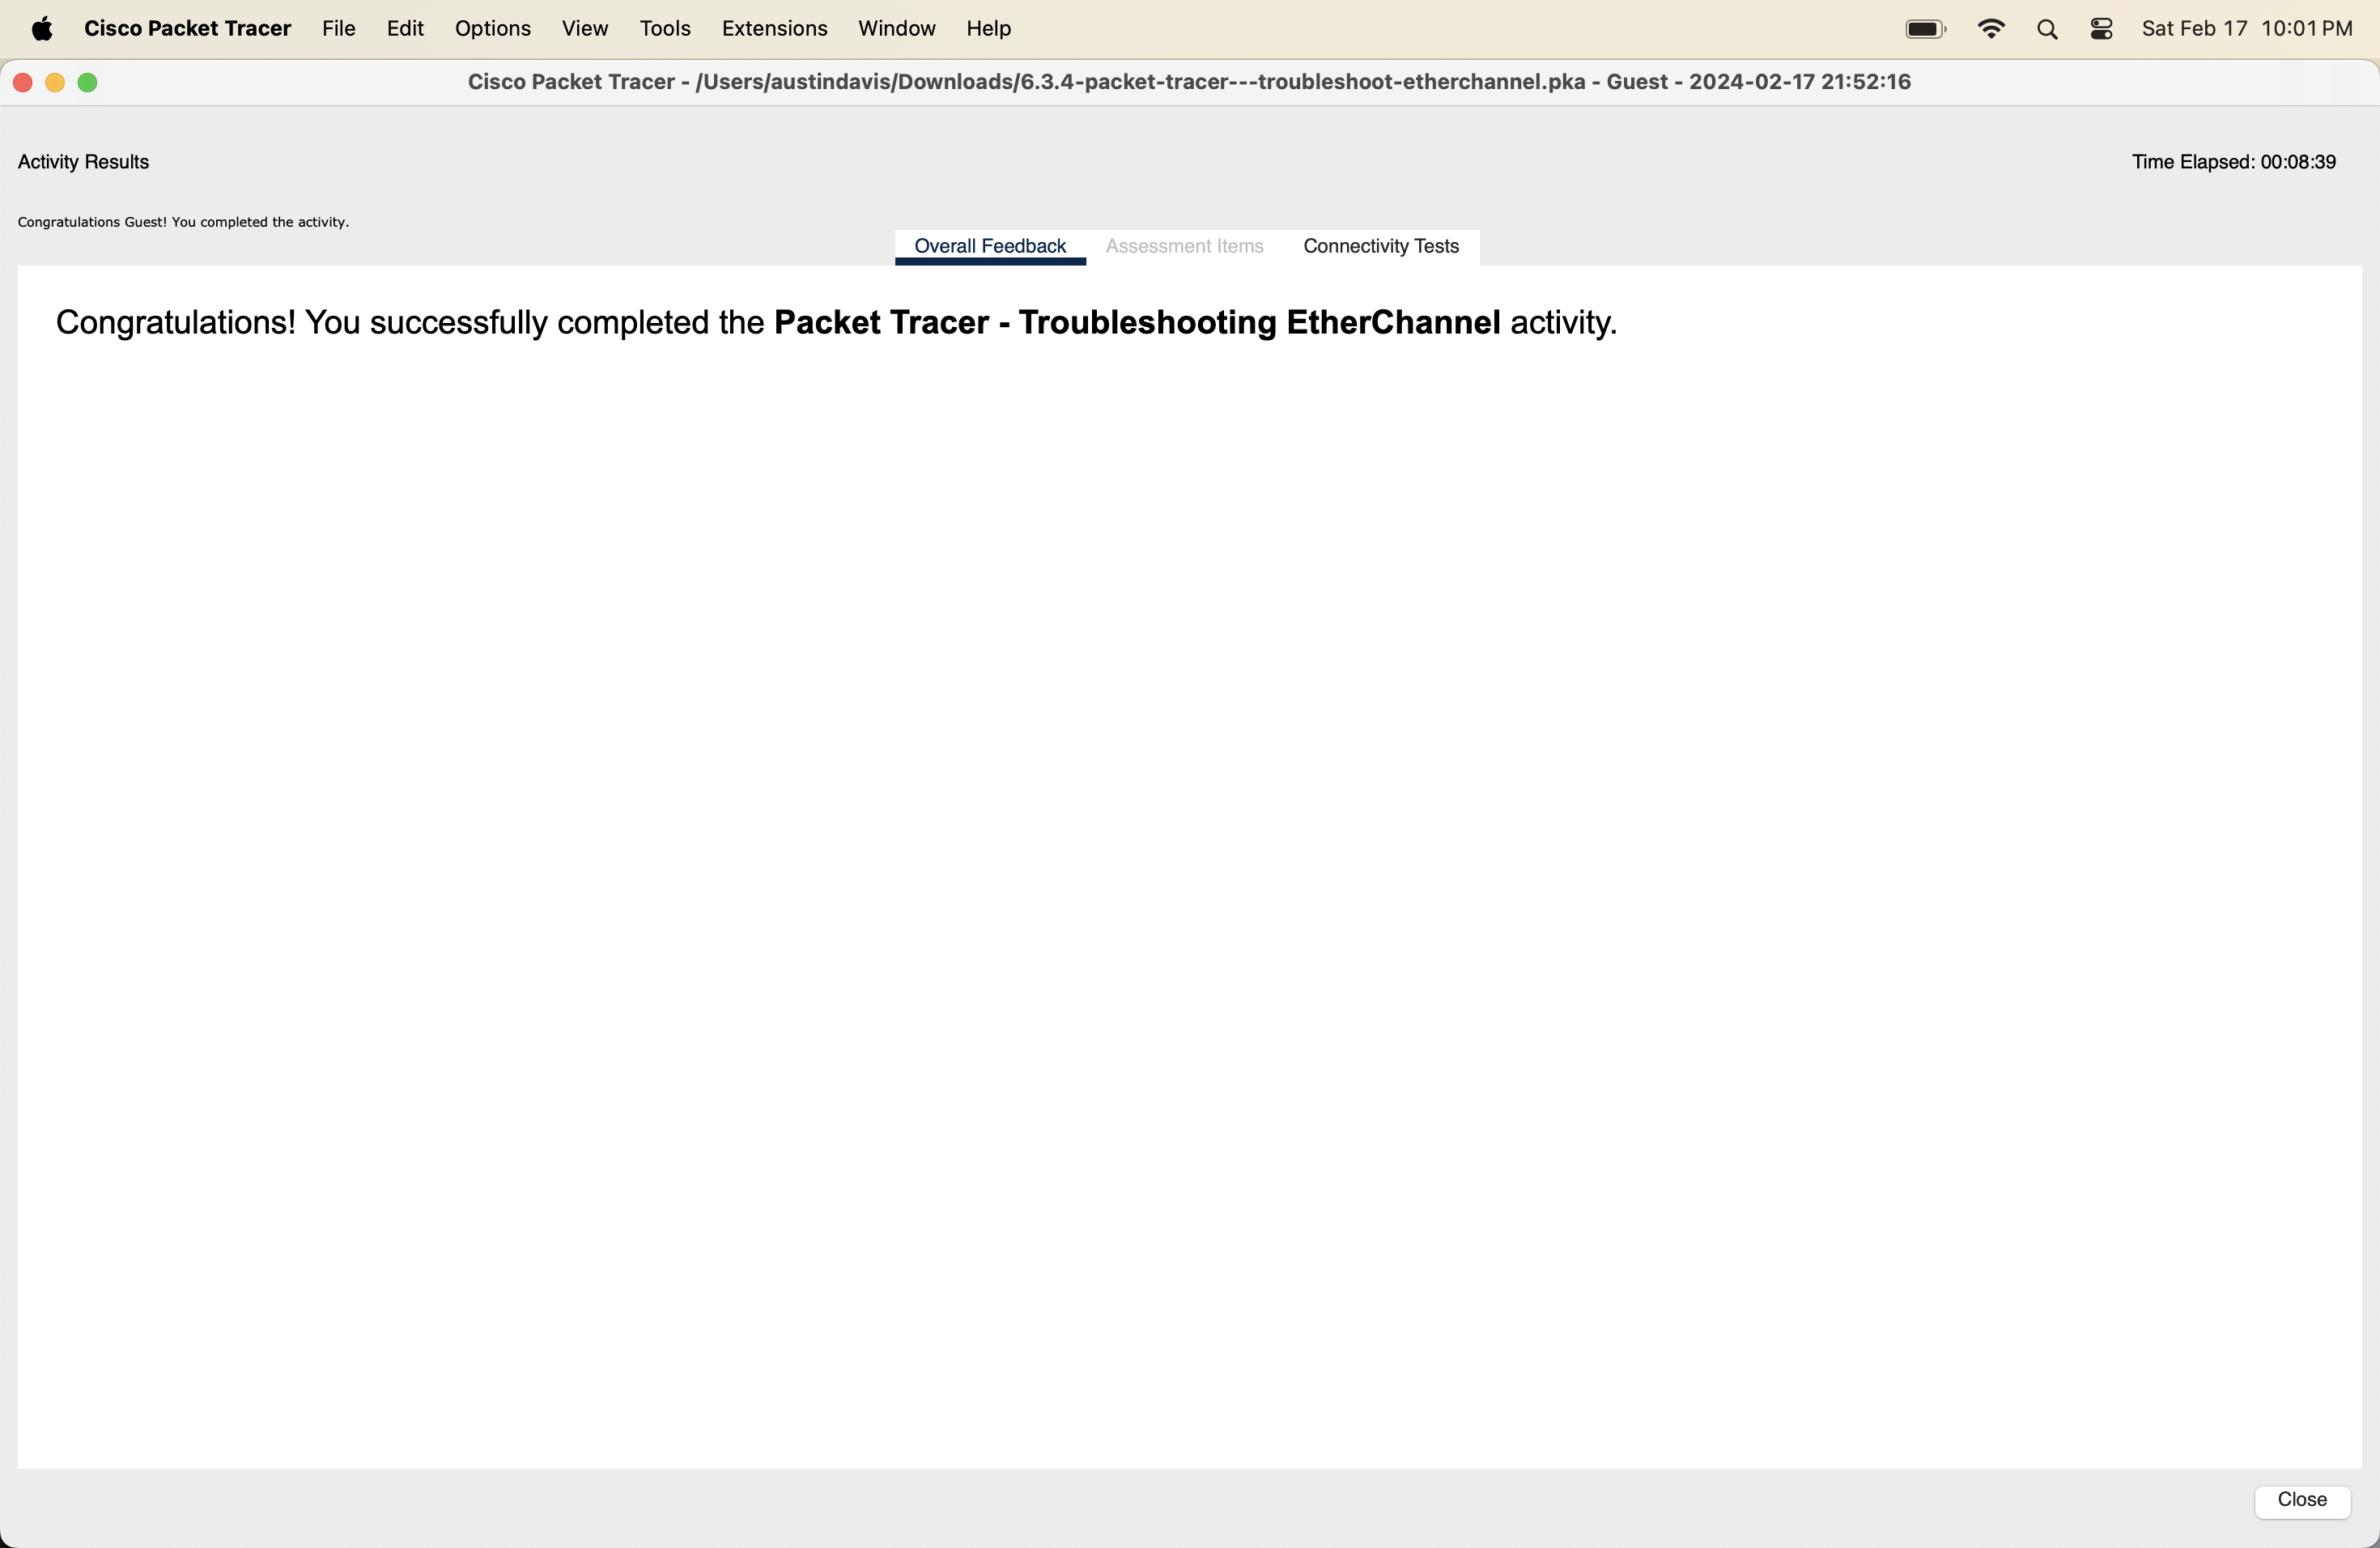 Cisco Packet Tracer File Edit Options View Tools Extensions Window Help Sat Feb 17 10:01 PM
Cisco Packet Tracer - /Users/austindavis/Downloads/6.3.4-packet-tracer---troubleshoot-etherchannel.pka - Guest - 2024-02-17 21:52:16
Activity Results Time Elapsed: 00:08:39
Congratulations Guest! You completed the activity.
Overall Feedback Assessment Items Connectivity Tests
Congratulations! You successfully completed the Packet Tracer - Troubleshooting EtherChannel activity.
Close